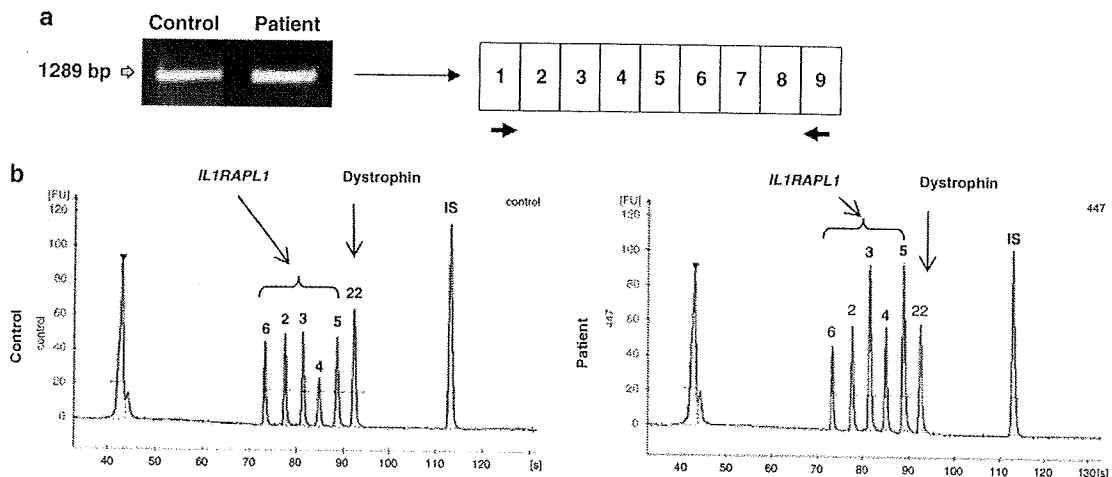 a
Control Patient
1289 bp
1 2 3 4 5 6 7 8 9
b
IL1RAPL1 Dystrophin
[FU]
control
IS
120
100
80
60
40
20
0
6 2 3 4 5 22
Control
control
40 50 60 70 80 90 100 110 120 [s]
IL1RAPL1 Dystrophin
[FU]
447
IS
120
100
80
60
40
20
0
6 2 3 4 5 22
Patient
447
40 50 60 70 80 90 100 110 120 130[s]